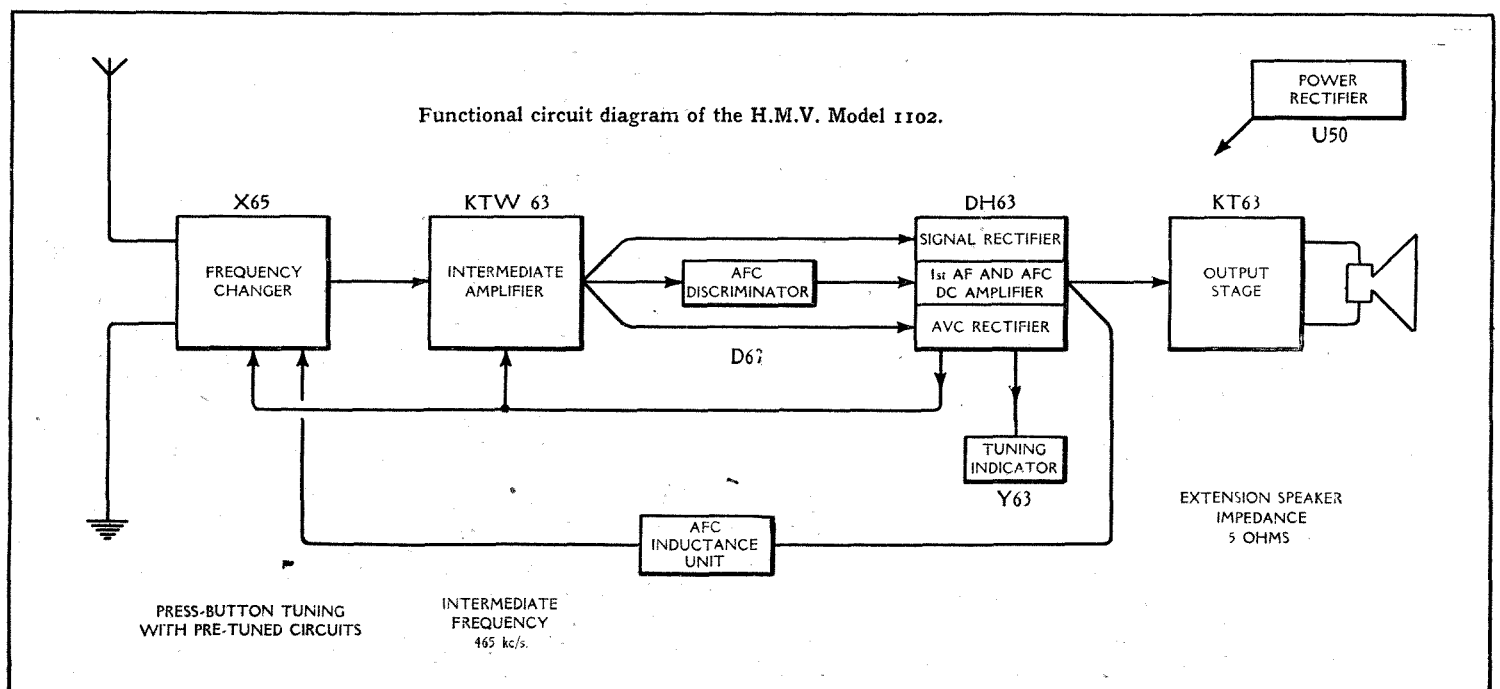 POWER
RECTIFIER
U50
Functional circuit diagram of the H.M.V. Model 1102.
X65
KTW 63
DH63
KT63
FREQUENCY
CHANGER
INTERMEDIATE
AMPLIFIER
AFC
DISCRIMINATOR
SIGNAL RECTIFIER
1st AF AND AFC
DC AMPLIFIER
AVC RECTIFIER
OUTPUT
STAGE
D63
TUNING
INDICATOR
Y63
AFC
INDUCTANCE
UNIT
EXTENSION SPEAKER
IMPEDANCE
5 OHMS
PRESS-BUTTON TUNING
WITH PRE-TUNED CIRCUITS
INTERMEDIATE
FREQUENCY
465 kc/s.